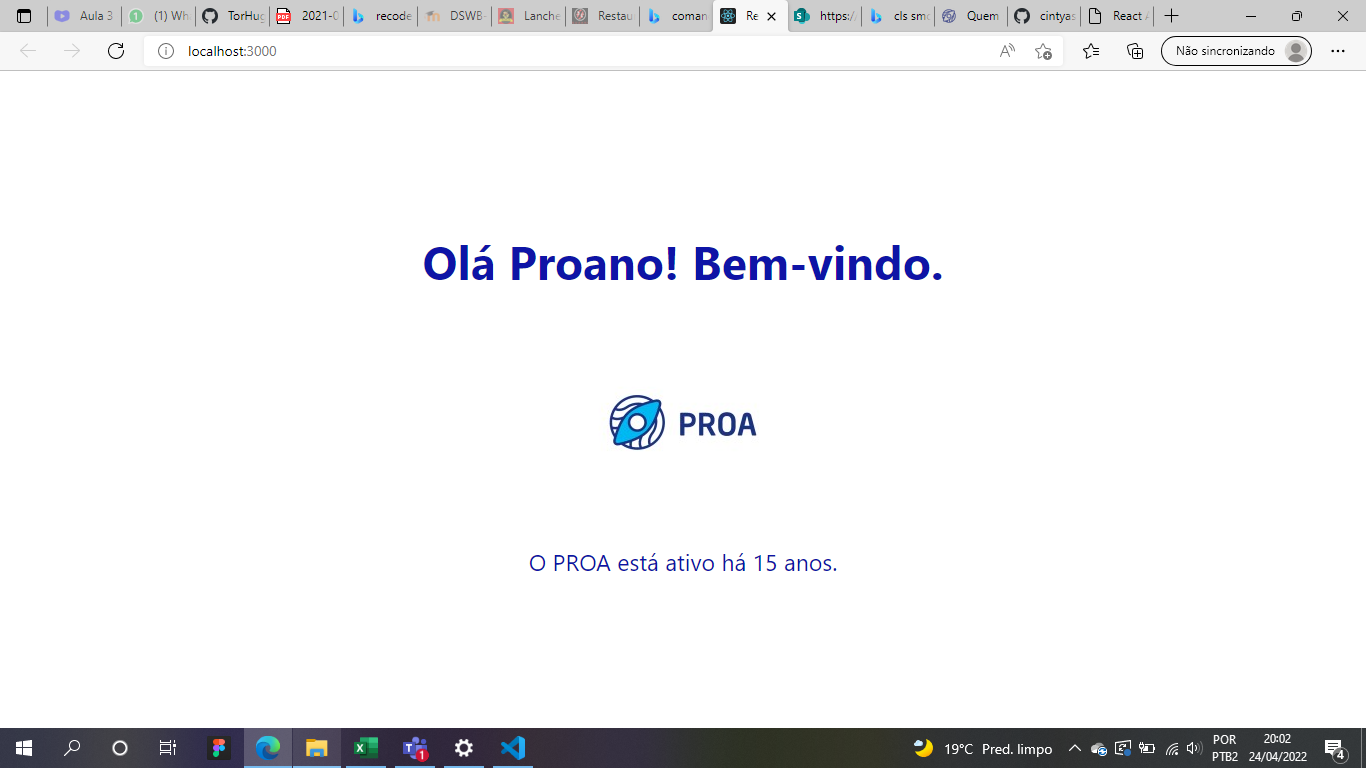 Aula 3
(1) Wh
TorHug
2021-0
recode
DSWB-
Lanche
Restau
coman
Re
https:/
cls smo
Quem
cintyas
React A
localhost:3000
Não sincronizando
Olá Proano! Bem-vindo.
PROA
O PROA está ativo há 15 anos.
19°C Pred. limpo
POR
PTB2
20:02
24/04/2022
4